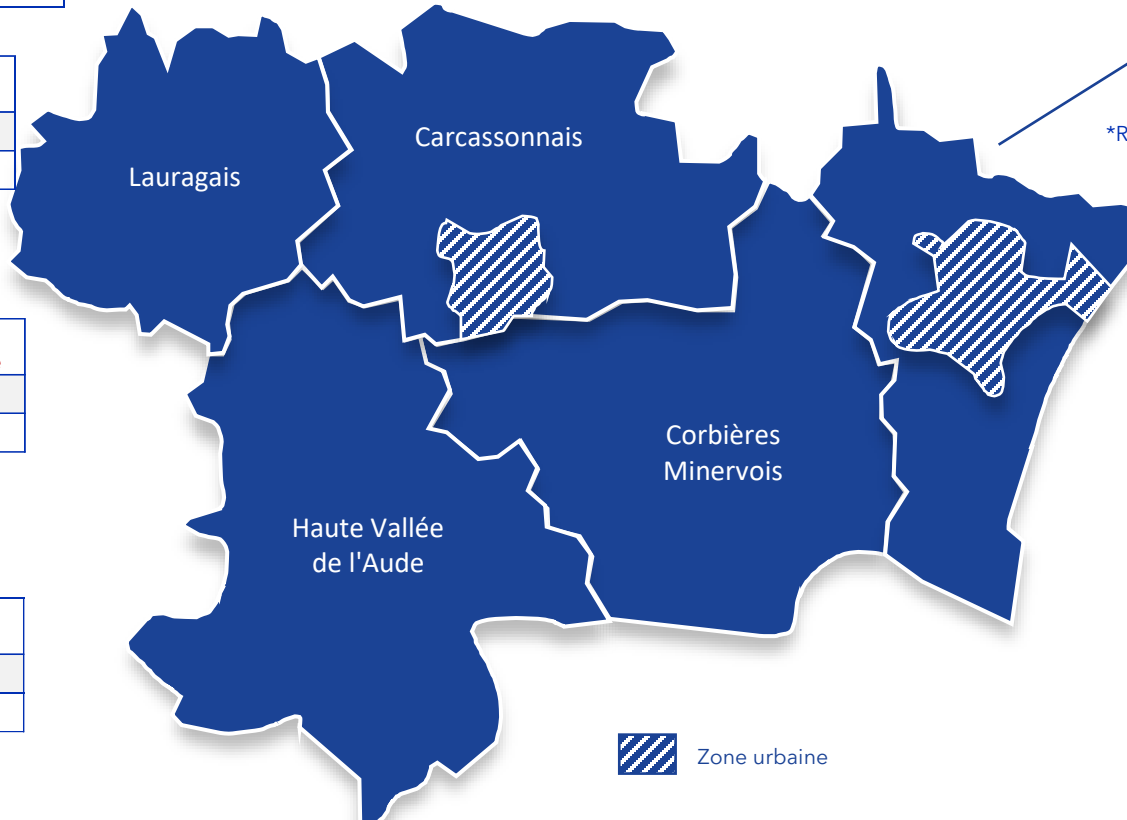 *R
Carcassonnais
Lauragais
Corbières
Minervois
Haute Vallée
de l'Aude
Zone urbaine